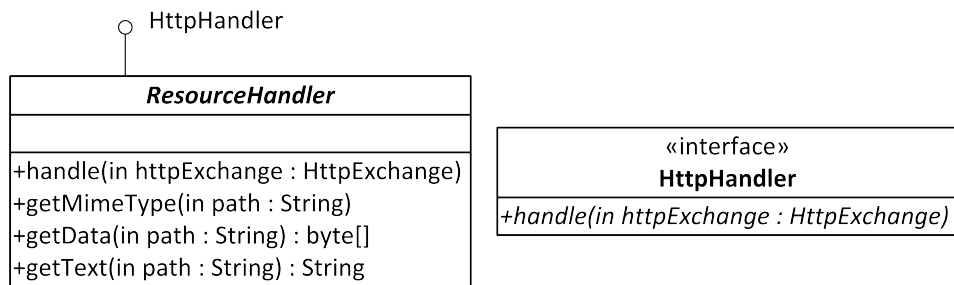 HttpHandler
ResourceHandler
+handle(in httpExchange : HttpExchange)
+getMimeType(in path : String)
+getData(in path : String) : byte[]
+getText(in path : String) : String
«interface»
HttpHandler
+handle(in httpExchange : HttpExchange)